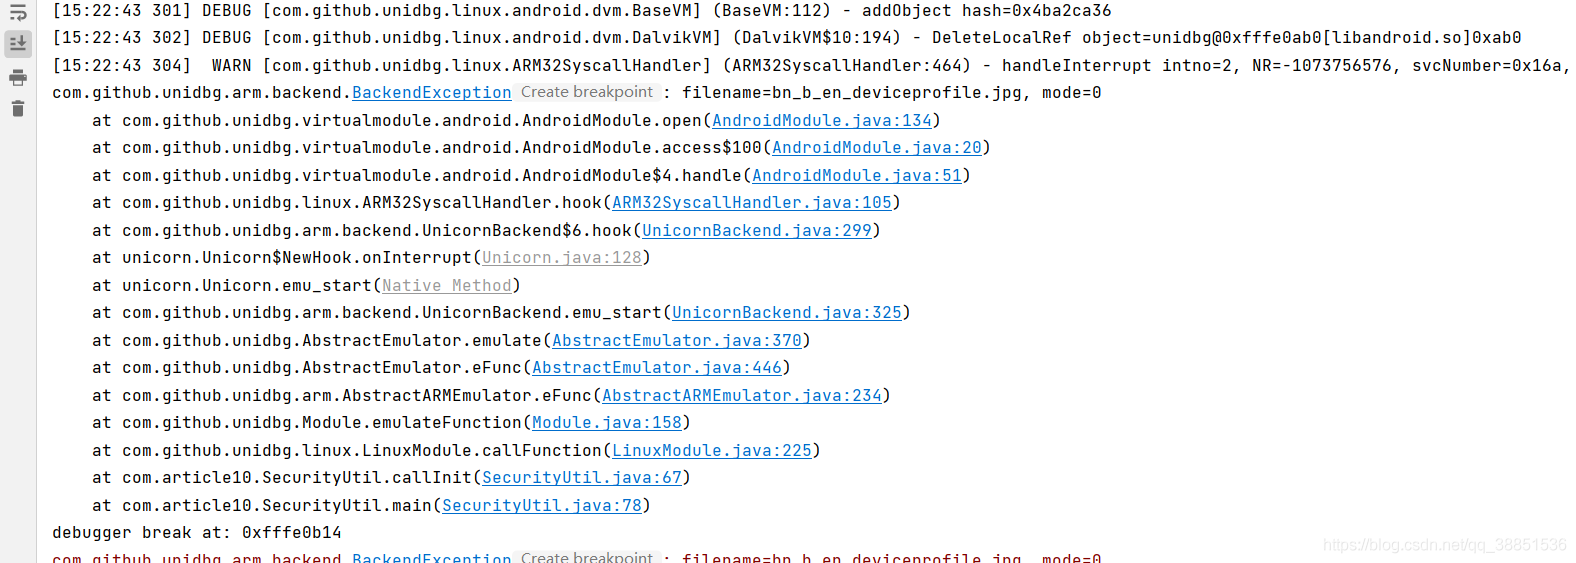 [15:22:43 301] DEBUG [com.github.unidbg.linux.android.dvm.BaseVM] (BaseVM:112) - addObject hash=0x4ba2ca36
[15:22:43 302] DEBUG [com.github.unidbg.linux.android.dvm.DalvikVM] (DalvikVM$10:194) - DeleteLocalRef object=unidbg@0xfffe0ab0[libandroid.so]0xab0
[15:22:43 304]  WARN [com.github.unidbg.linux.ARM32SyscallHandler] (ARM32SyscallHandler:464) - handleInterrupt intno=2, NR=-1073756576, svcNumber=0x16a,
com.github.unidbg.arm.backend.BackendException Create breakpoint : filename=bn_b_en_deviceprofile.jpg, mode=0
    at com.github.unidbg.virtualmodule.android.AndroidModule.open(AndroidModule.java:134)
    at com.github.unidbg.virtualmodule.android.AndroidModule.access$100(AndroidModule.java:20)
    at com.github.unidbg.virtualmodule.android.AndroidModule$4.handle(AndroidModule.java:51)
    at com.github.unidbg.linux.ARM32SyscallHandler.hook(ARM32SyscallHandler.java:105)
    at com.github.unidbg.arm.backend.UnicornBackend$6.hook(UnicornBackend.java:299)
    at unicorn.Unicorn$NewHook.onInterrupt(Unicorn.java:128)
    at unicorn.Unicorn.emu_start(Native Method)
    at com.github.unidbg.arm.backend.UnicornBackend.emu_start(UnicornBackend.java:325)
    at com.github.unidbg.AbstractEmulator.emulate(AbstractEmulator.java:370)
    at com.github.unidbg.AbstractEmulator.eFunc(AbstractEmulator.java:446)
    at com.github.unidbg.arm.AbstractARMEmulator.eFunc(AbstractARMEmulator.java:234)
    at com.github.unidbg.Module.emulateFunction(Module.java:158)
    at com.github.unidbg.linux.LinuxModule.callFunction(LinuxModule.java:225)
    at com.article10.SecurityUtil.callInit(SecurityUtil.java:67)
    at com.article10.SecurityUtil.main(SecurityUtil.java:78)
debugger break at: 0xfffe0b14
com.github.unidbg.arm.backend.BackendException Create breakpoint : filename=bn_b_en_deviceprofile.jpg, mode=0
https://blog.csdn.net/qq_38851536